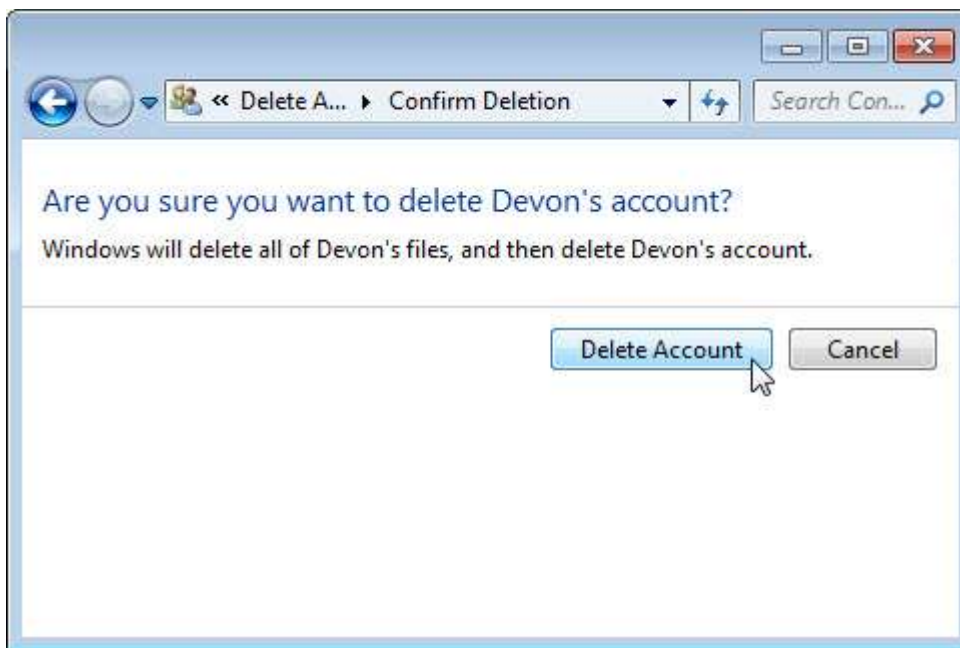 « Delete A... ▸ Confirm Deletion Search Con...
Are you sure you want to delete Devon's account?
Windows will delete all of Devon's files, and then delete Devon's account.
Delete Account Cancel